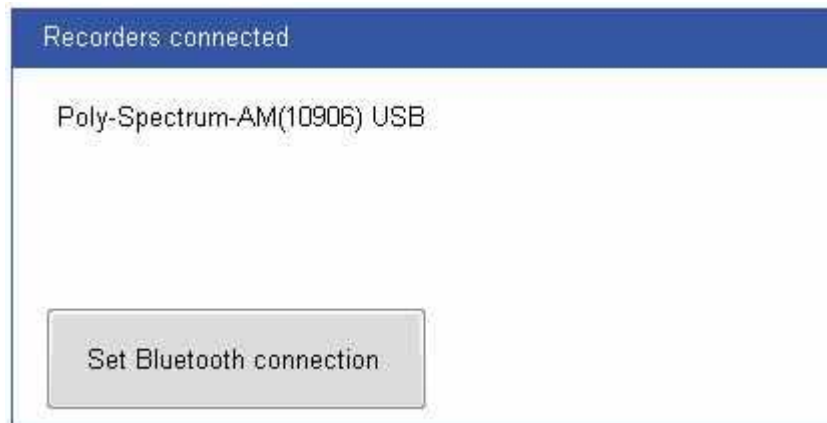 Recorders connected
Poly-Spectrum-AM(10906) USB
Set Bluetooth connection